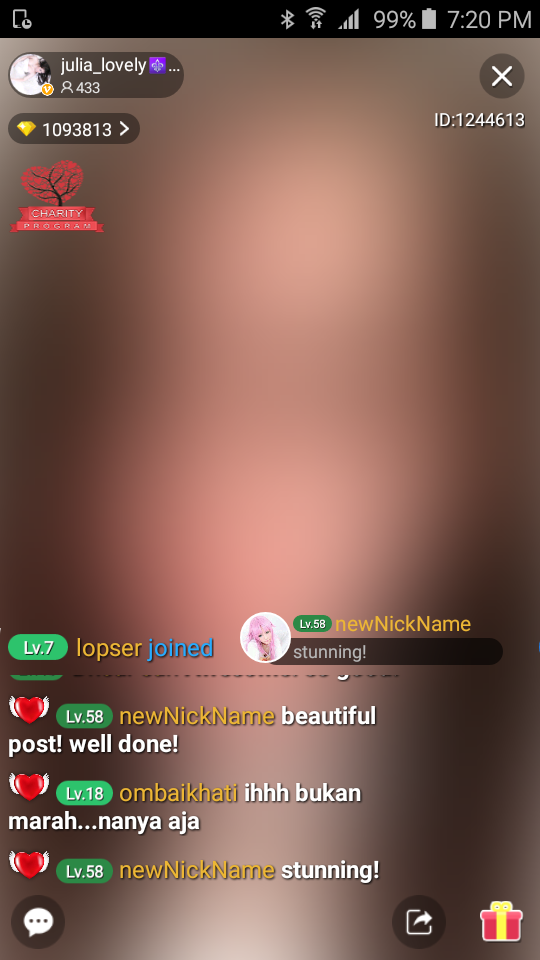 99% 7:20 PM
julia_lovely⚜️...
433
1093813
ID:1244613
CHARITY
PROGRAM
Lv.58 newNickName
Lv.7 lopser joined
stunning!
Lv.58 newNickName beautiful
post! well done!
Lv.18 ombaikhati ihhh bukan
marah...nanya aja
Lv.58 newNickName stunning!